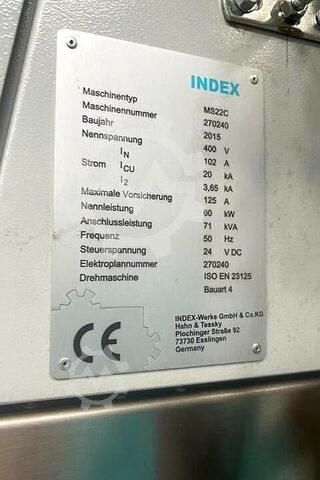 INDEX
Maschinentyp MS22C
Maschinennummer 270240
Baujahr 2015
Nennspannung 400 V
Strom IN 102 A
ICU 20 kA
I2 3,65 kA
Maximale Vorsicherung 125 A
Nennleistung 60 kW
Anschlussleistung 71 kVA
Frequenz 50 Hz
Steuerspannung 24 V DC
Elektroplannummer 270240
Drehmaschine ISO EN 23125
Bauart 4
CE
INDEX-Werke GmbH & Co.KG
Hahn & Tessky
Plochinger Straße 92
73730 Esslingen
Germany